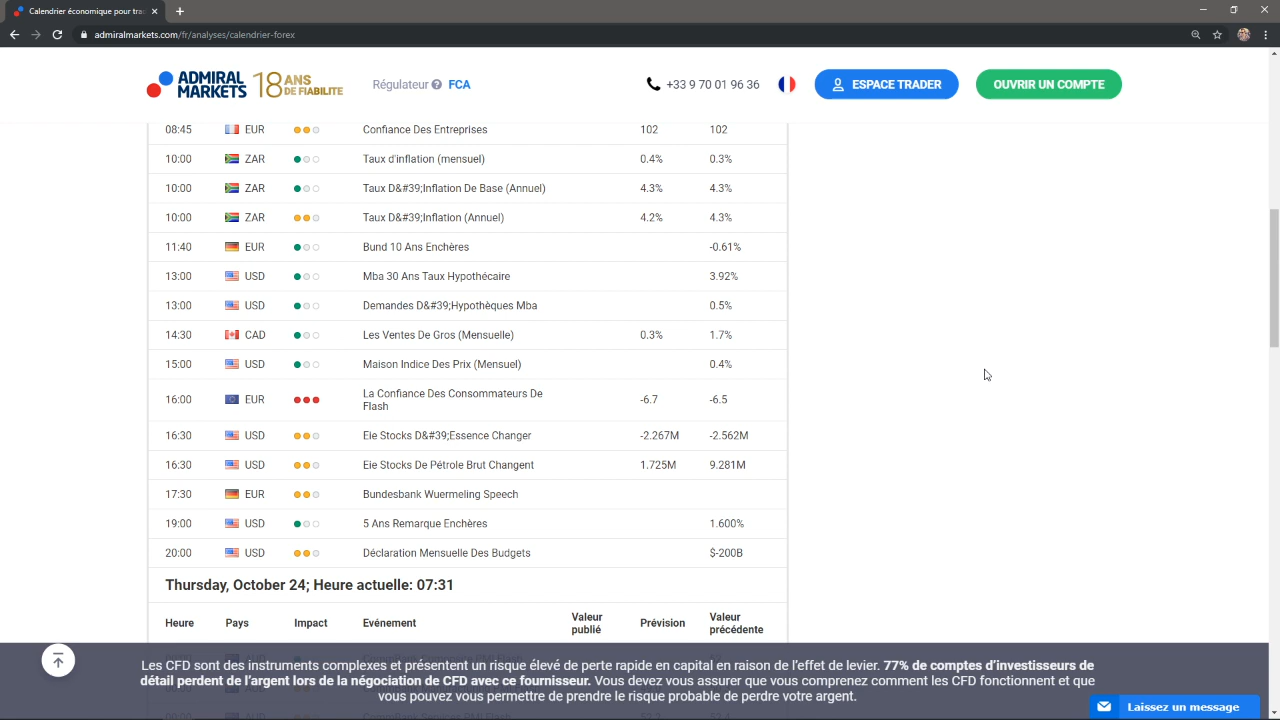 Calendrier économique pour tra
admiralmarkets.com/fr/analyses/calendrier-forex
ADMIRAL MARKETS 18 ANS DE FIABILITE Régulateur FCA +33 9 70 01 96 36 ESPACE TRADER OUVRIR UN COMPTE
08:45 EUR Confiance Des Entreprises 102 102
10:00 ZAR Taux d'inflation (mensuel) 0.4% 0.3%
10:00 ZAR Taux D&#39;Inflation De Base (Annuel) 4.3% 4.3%
10:00 ZAR Taux D&#39;Inflation (Annuel) 4.2% 4.3%
11:40 EUR Bund 10 Ans Enchères -0.61%
13:00 USD Mba 30 Ans Taux Hypothécaire 3.92%
13:00 USD Demandes D&#39;Hypothèques Mba 0.5%
14:30 CAD Les Ventes De Gros (Mensuelle) 0.3% 1.7%
15:00 USD Maison Indice Des Prix (Mensuel) 0.4%
16:00 EUR La Confiance Des Consommateurs De Flash -6.7 -6.5
16:30 USD Eie Stocks D&#39;Essence Changer -2.267M -2.562M
16:30 USD Eie Stocks De Pétrole Brut Changent 1.725M 9.281M
17:30 EUR Bundesbank Wuermeling Speech
19:00 USD 5 Ans Remarque Enchères 1.600%
20:00 USD Déclaration Mensuelle Des Budgets $-200B
Thursday, October 24; Heure actuelle: 07:31
Heure Pays Impact Evénement Valeur publié Prévision Valeur précédente
Les CFD sont des instruments complexes et présentent un risque élevé de perte rapide en capital en raison de l'effet de levier. 77% de comptes d'investisseurs de
détail perdent de l'argent lors de la négociation de CFD avec ce fournisseur. Vous devez vous assurer que vous comprenez comment les CFD fonctionnent et que
vous pouvez vous permettre de prendre le risque probable de perdre votre argent.
Laissez un message